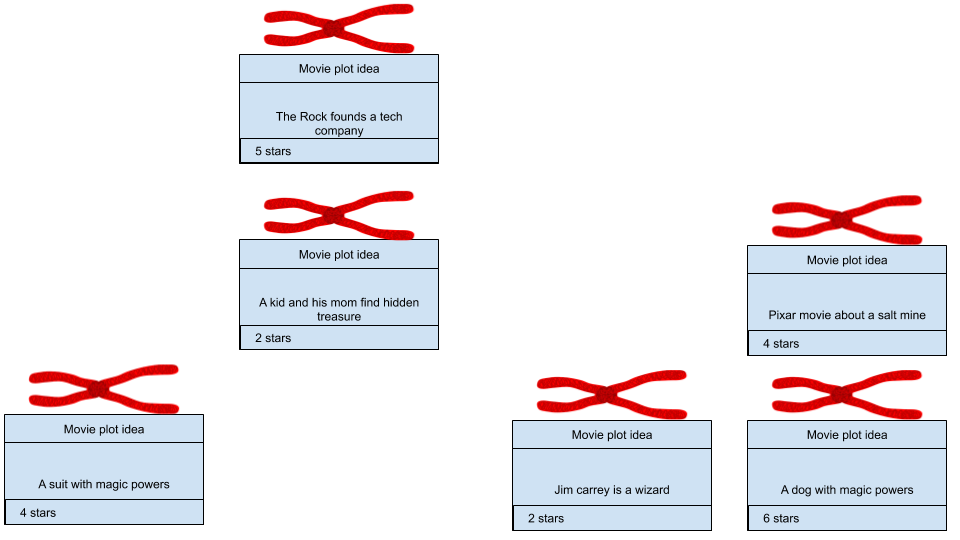 Movie plot idea
The Rock founds a tech
company
5 stars
Movie plot idea
A kid and his mom find hidden
treasure
2 stars
Movie plot idea
Pixar movie about a salt mine
4 stars
Movie plot idea
A suit with magic powers
4 stars
Movie plot idea
Jim carrey is a wizard
2 stars
Movie plot idea
A dog with magic powers
6 stars